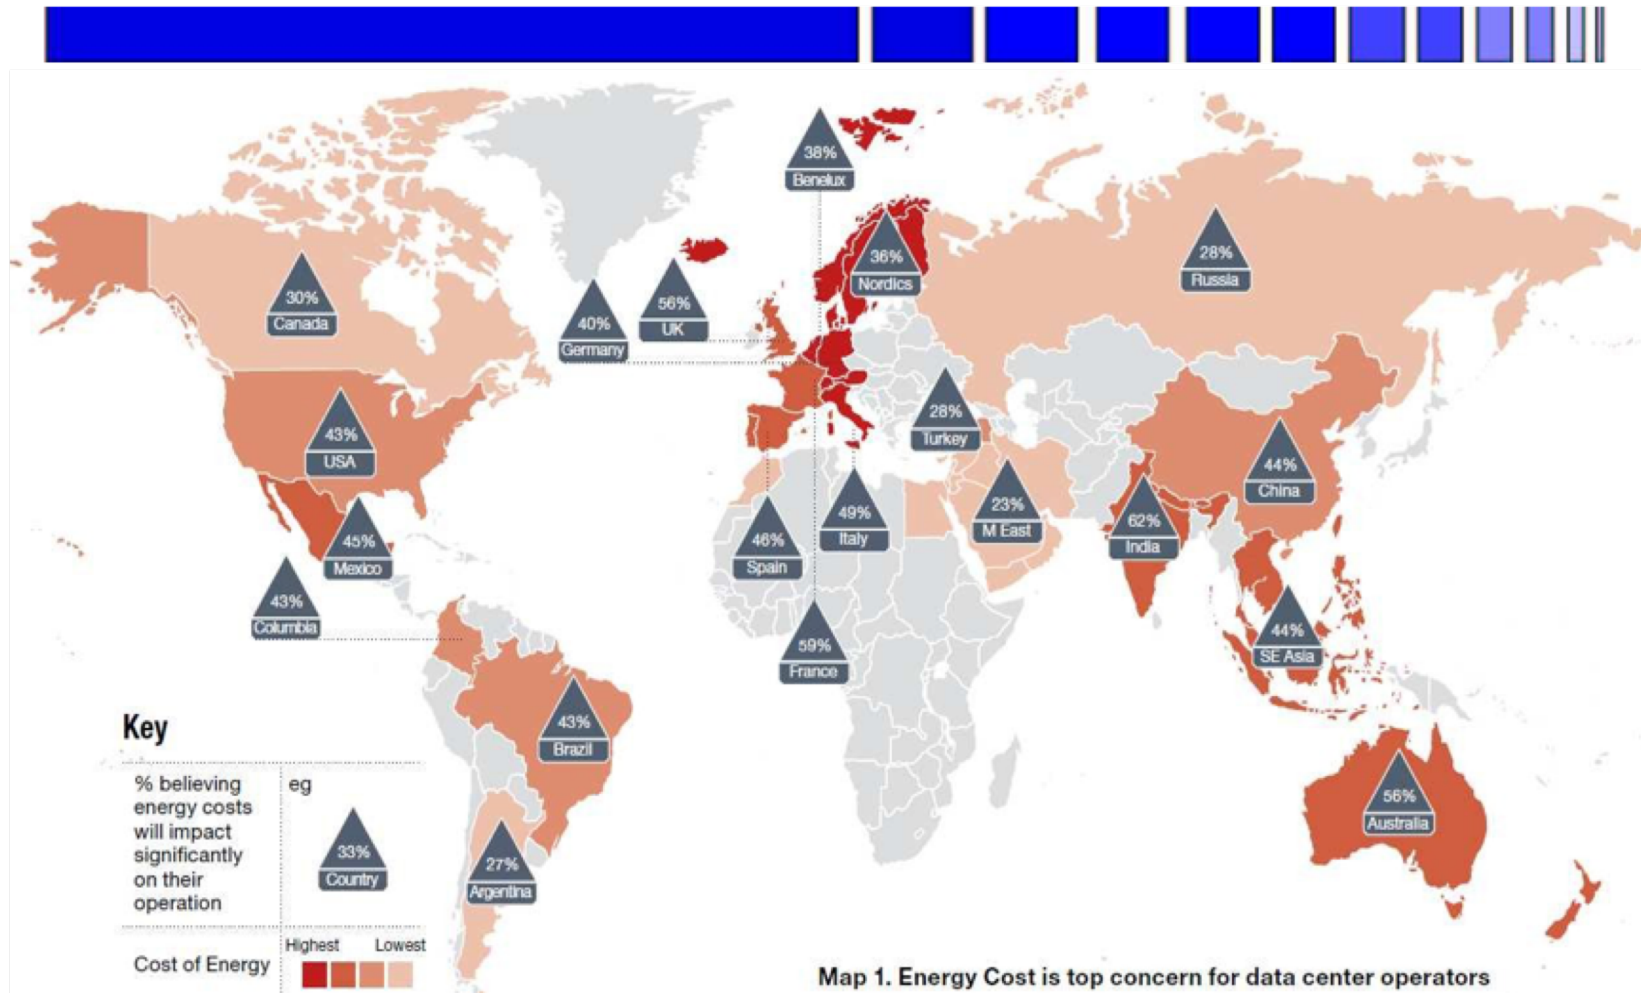 38%
Benelux
36%
Nordics
28%
Russia
30%
Canada
56%
UK
40%
Germany
28%
Turkey
43%
USA
44%
China
23%
M East
62%
India
49%
Italy
46%
Spain
45%
Mexico
43%
Columbia
59%
France
44%
SE Asia
43%
Brazil
56%
Australia
27%
Argentina
Key
% believing
energy costs
will impact
significantly
on their
operation
eg
33%
Country
Cost of Energy
Highest Lowest
Map 1. Energy Cost is top concern for data center operators